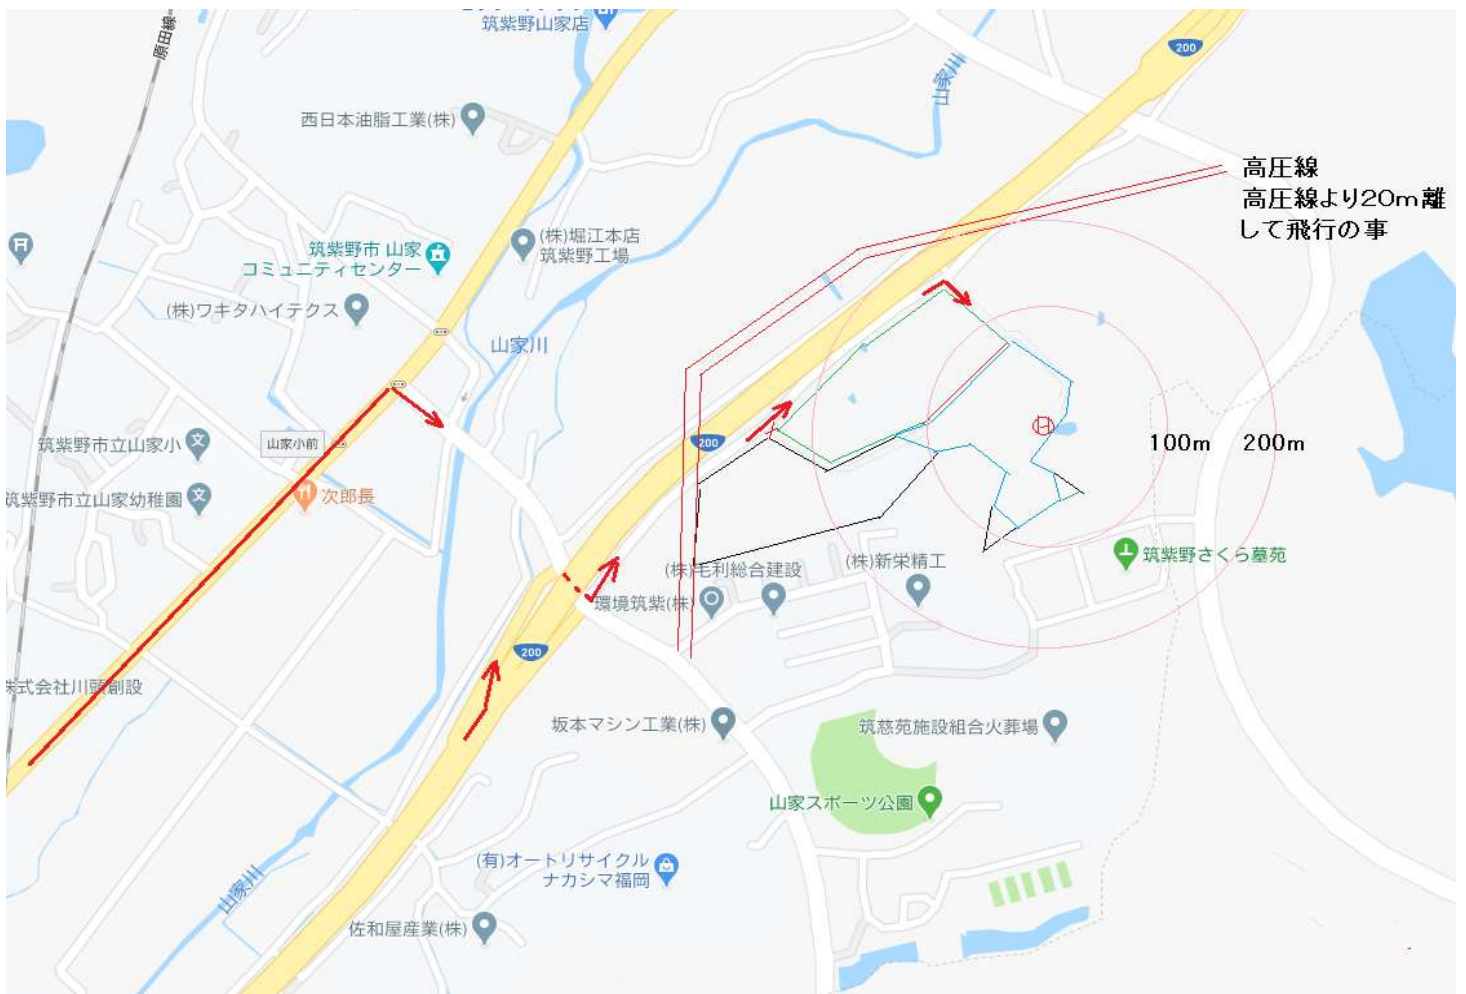 原田線
筑紫野山家店
200
山家川
西日本油脂工業(株)
高圧線
高圧線より20m離
して飛行の事
(株)堀江本店
筑紫野工場
筑紫野市 山家
コミュニティセンター
(株)ワキタハイテクス
山家川
筑紫野市立山家小
山家小前
200
100m
200m
筑紫野市立山家幼稚園
次郎長
筑紫野さくら墓苑
(株)毛利総合建設
(株)新栄精工
環境筑紫(株)
200
株式会社川頭創設
坂本マシン工業(株)
筑慈苑施設組合火葬場
山家スポーツ公園
(有)オートリサイクル
ナカシマ福岡
山家川
佐和屋産業(株)